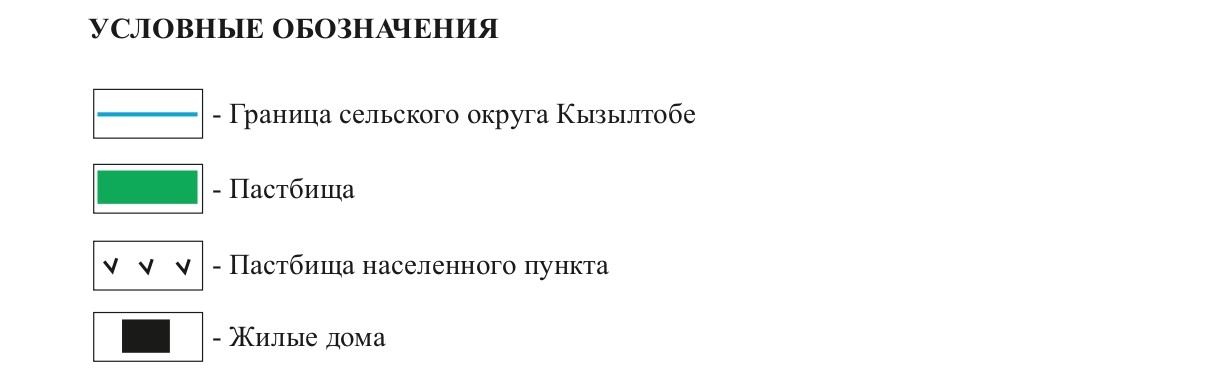 УСЛОВНЫЕ ОБОЗНАЧЕНИЯ
- Граница сельского округа Кызылтобе
- Пастбища
- Пастбища населенного пункта
- Жилые дома